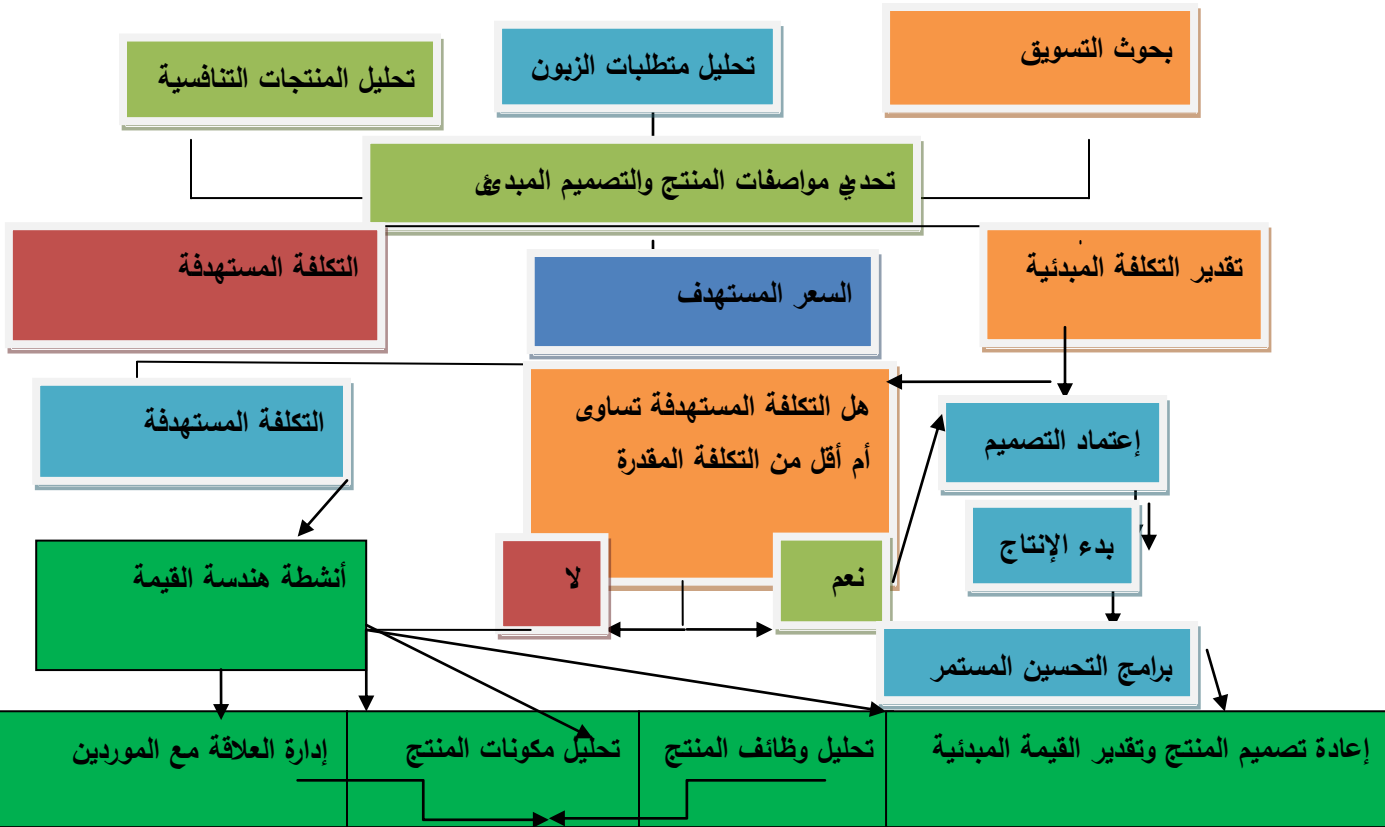 بحوث التسويق
تحليل متطلبات الزبون
تحليل المنتجات التنافسية
تحدي مواصفات المنتج والتصميم المبدئ
تقدير التكلفة المبدئية
السعر المستهدف
التكلفة المستهدفة
هل التكلفة المستهدفة تساوى
أم أقل من التكلفة المقدرة
التكلفة المستهدفة
إعتماد التصميم
بدء الإنتاج
نعم
لا
أنشطة هندسة القيمة
برامج التحسين المستمر
إعادة تصميم المنتج وتقدير القيمة المبدئية
تحليل وظائف المنتج
تحليل مكونات المنتج
إدارة العلاقة مع الموردين